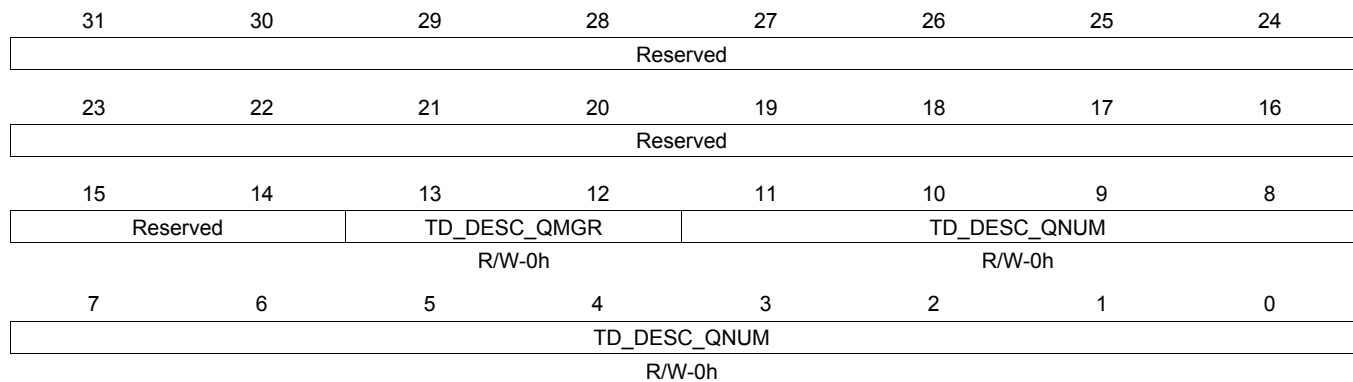 31 30 29 28 27 26 25 24
Reserved
23 22 21 20 19 18 17 16
Reserved
15 14 13 12 11 10 9 8
Reserved TD_DESC_QMGR TD_DESC_QNUM
R/W-0h R/W-0h
7 6 5 4 3 2 1 0
TD_DESC_QNUM
R/W-0h